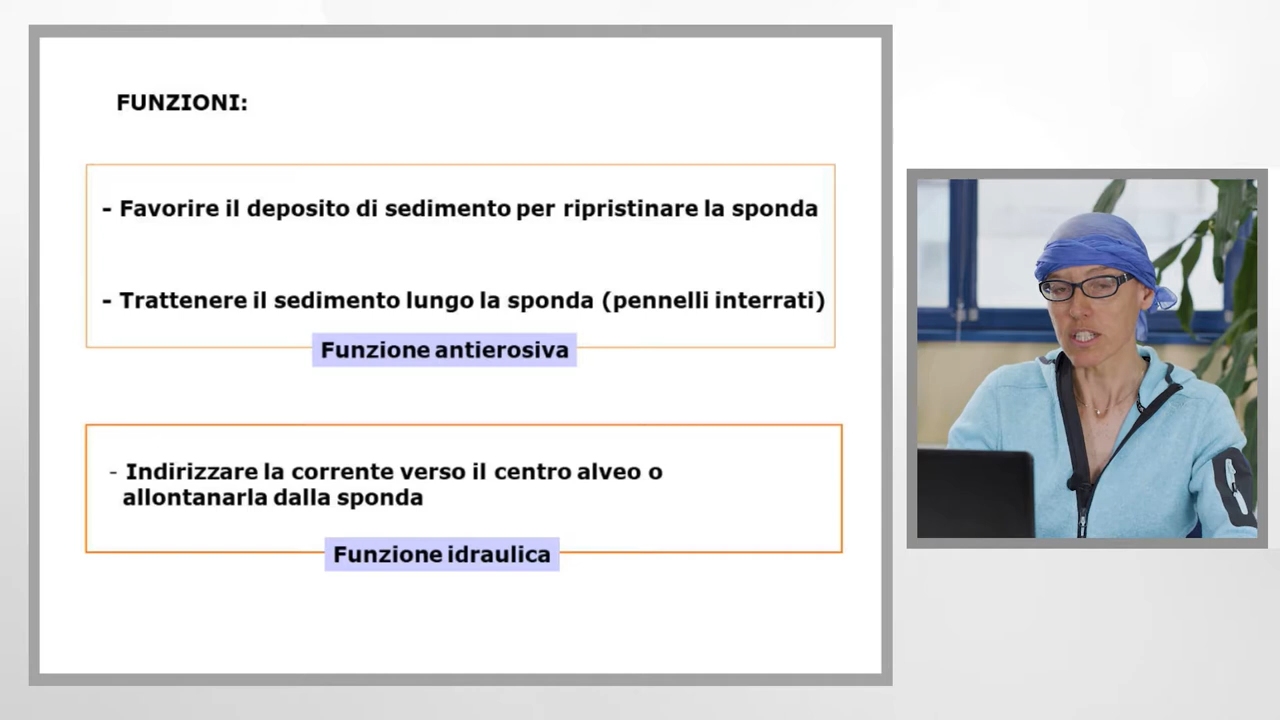 FUNZIONI:
- Favorire il deposito di sedimento per ripristinare la sponda
- Trattenere il sedimento lungo la sponda (pennelli interrati)
Funzione antierosiva
- Indirizzare la corrente verso il centro alveo o
allontanarla dalla sponda
Funzione idraulica